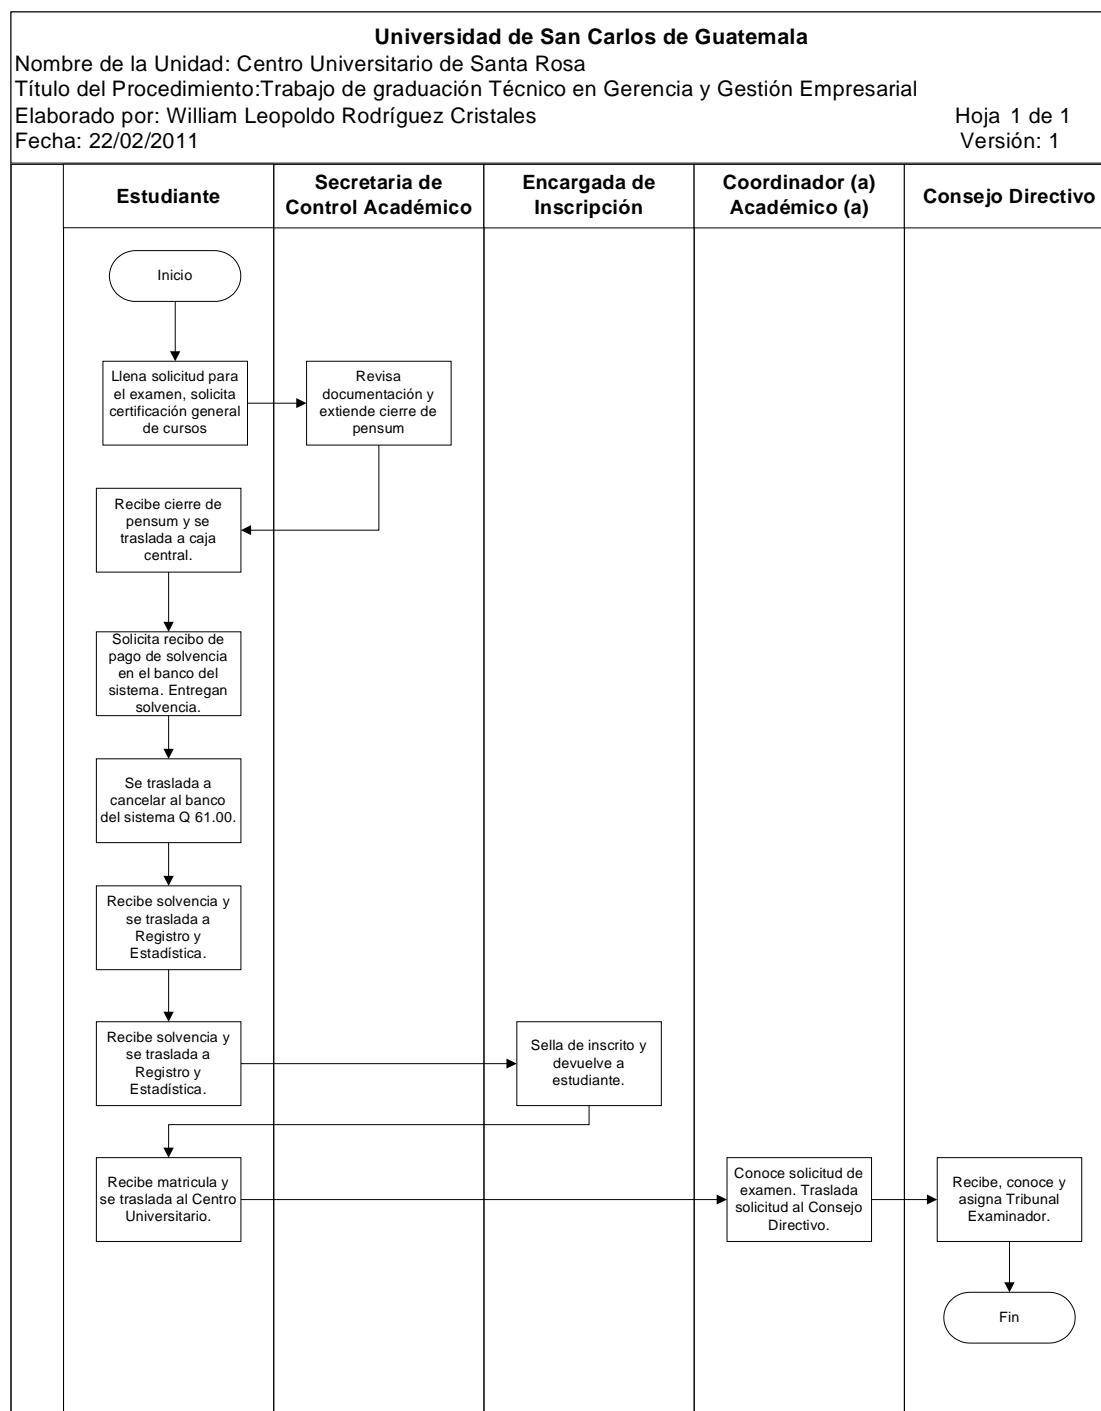 Universidad de San Carlos de Guatemala
Nombre de la Unidad: Centro Universitario de Santa Rosa
Título del Procedimiento:Trabajo de graduación Técnico en Gerencia y Gestión Empresarial
Elaborado por: William Leopoldo Rodríguez Cristales
Hoja 1 de 1
Fecha: 22/02/2011
Versión: 1
Estudiante
Secretaria de
Control Académico
Encargada de
Inscripción
Coordinador (a)
Académico (a)
Consejo Directivo
Inicio
Llena solicitud para
el examen, solicita
certificación general
de cursos
Revisa
documentación y
extiende cierre de
pensum
Recibe cierre de
pensum y se
traslada a caja
central.
Solicita recibo de
pago de solvencia
en el banco del
sistema. Entregan
solvencia.
Se traslada a
cancelar al banco
del sistema Q 61.00.
Recibe solvencia y
se traslada a
Registro y
Estadística.
Recibe solvencia y
se traslada a
Registro y
Estadística.
Sella de inscrito y
devuelve a
estudiante.
Recibe matricula y
se traslada al Centro
Universitario.
Conoce solicitud de
examen. Traslada
solicitud al Consejo
Directivo.
Recibe, conoce y
asigna Tribunal
Examinador.
Fin